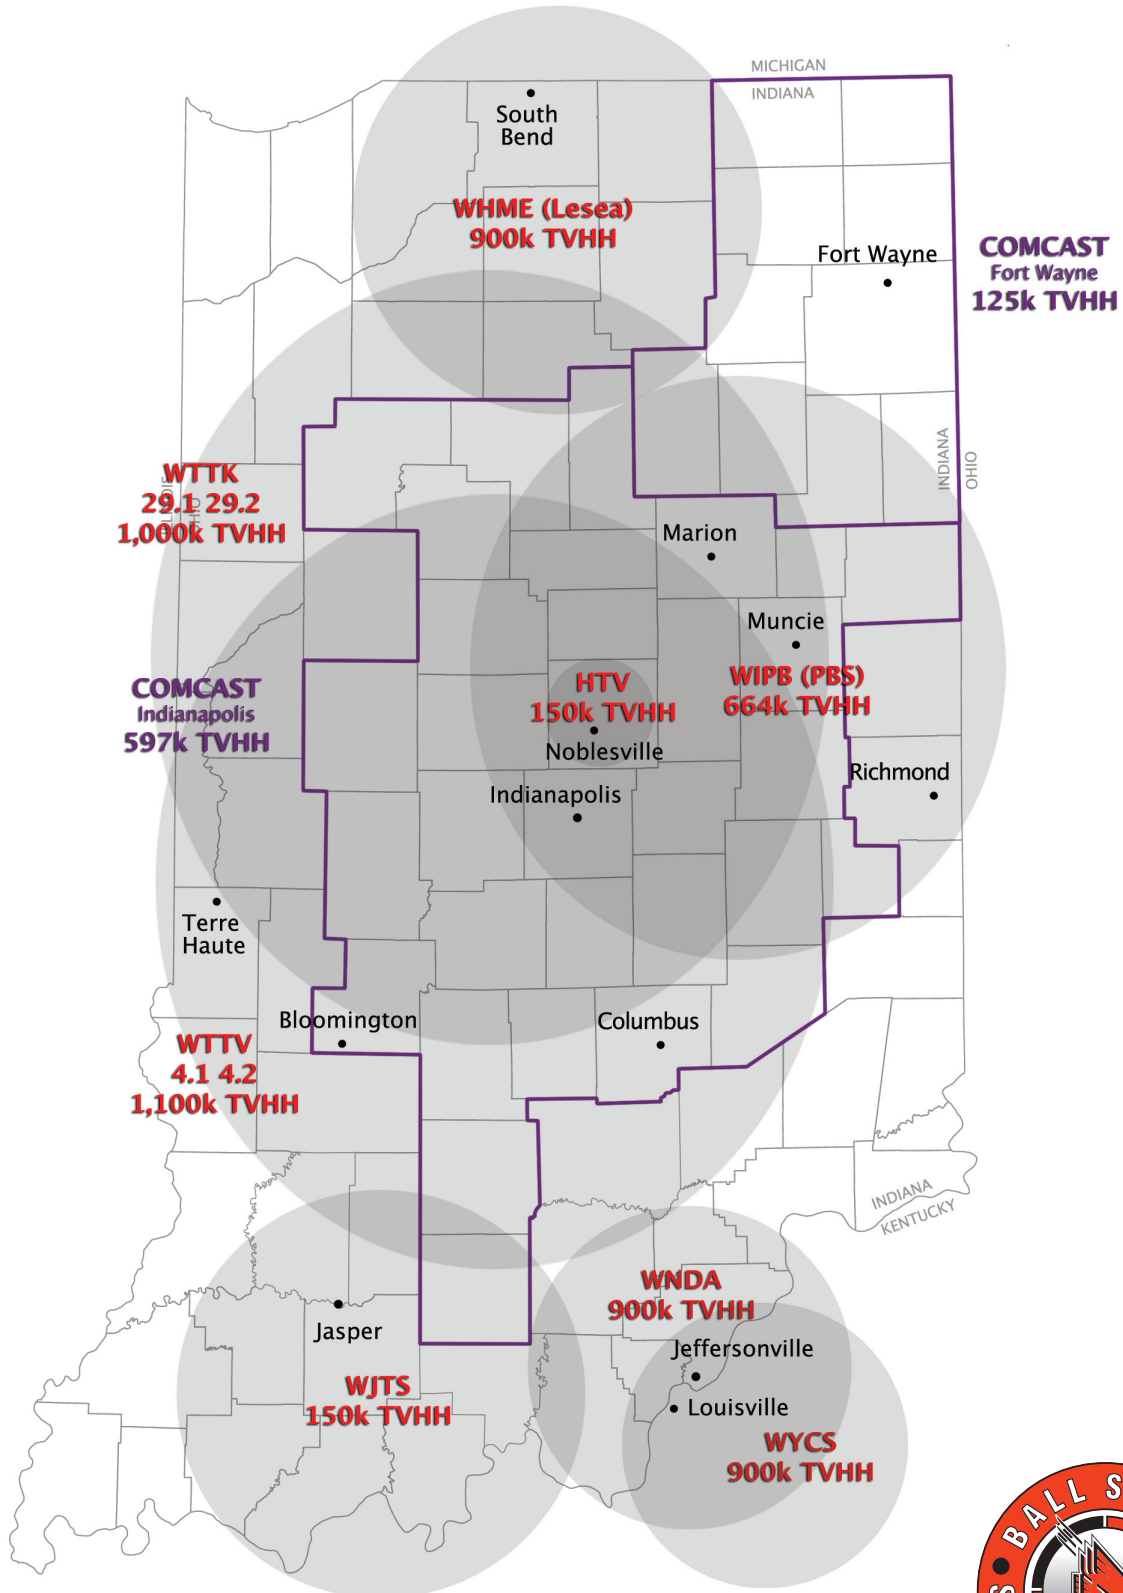 MICHIGAN
INDIANA
South
Bend
WHME (Lesea)
900k TVHH
Fort Wayne
COMCAST
Fort Wayne
125k TVHH
INDIANA
OHIO
WTTK
29.1 29.2
1,000k TVHH
Marion
Muncie
COMCAST
Indianapolis
597k TVHH
HTV
150k TVHH
Noblesville
WIPB (PBS)
664k TVHH
Richmond
Indianapolis
Terre
Haute
Bloomington
Columbus
WTTV
4.1 4.2
1,100k TVHH
INDIANA
KENTUCKY
WNDA
900k TVHH
Jasper
Jeffersonville
WJTS
150k TVHH
Louisville
WYCS
900k TVHH
BALL S